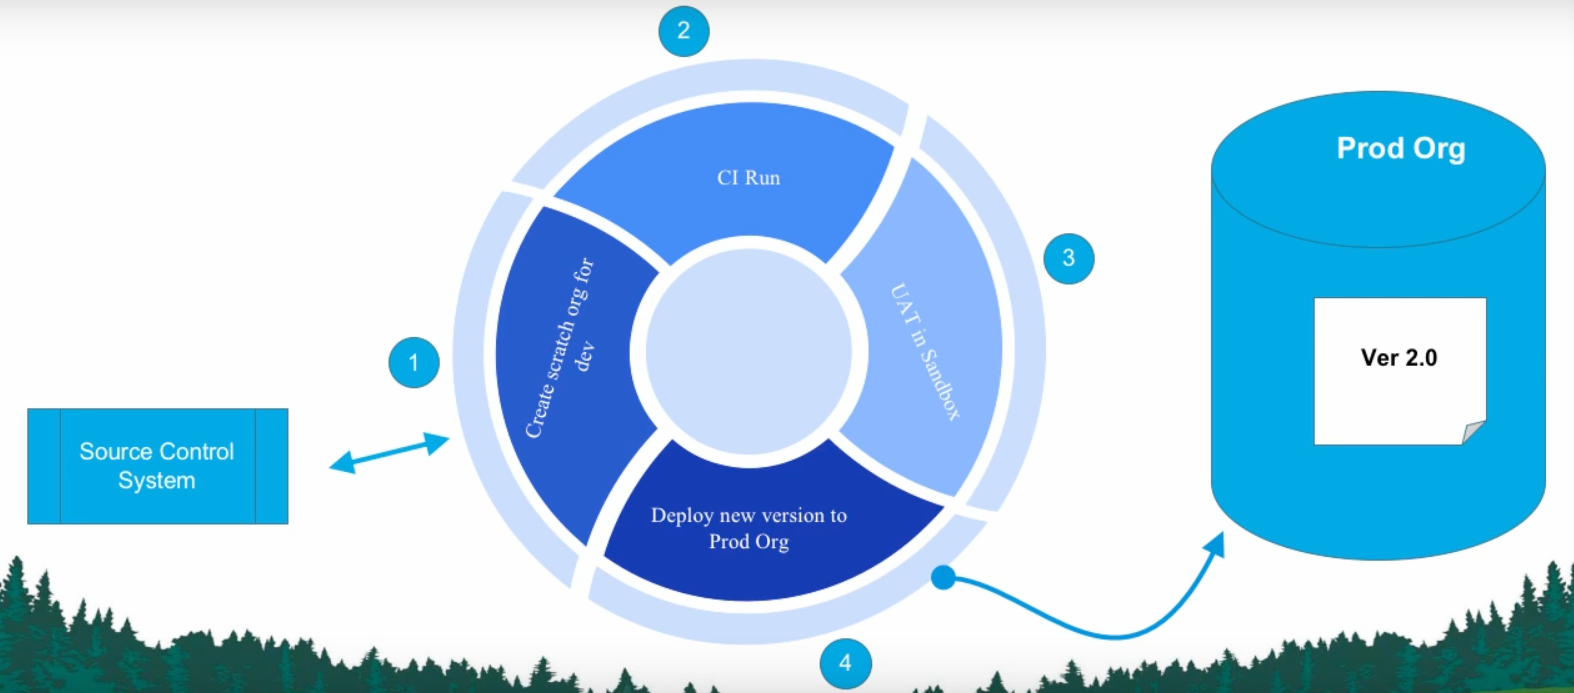 2
Prod Org
CI Run
3
UAT in Sandbox
Create scratch org for
dev
1
Ver 2.0
Source Control
System
Deploy new version to
Prod Org
4